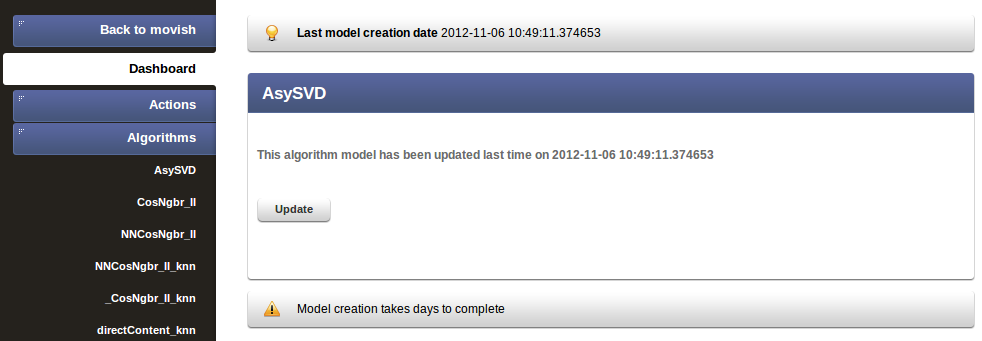 Back to movish
Dashboard
Actions
Algorithms
AsySVD
CosNgbr_II
NNCosNgbr_II
NNCosNgbr_II_knn
_CosNgbr_II_knn
directContent_knn
Last model creation date 2012-11-06 10:49:11.374653
AsySVD
This algorithm model has been updated last time on 2012-11-06 10:49:11.374653
Update
Model creation takes days to complete